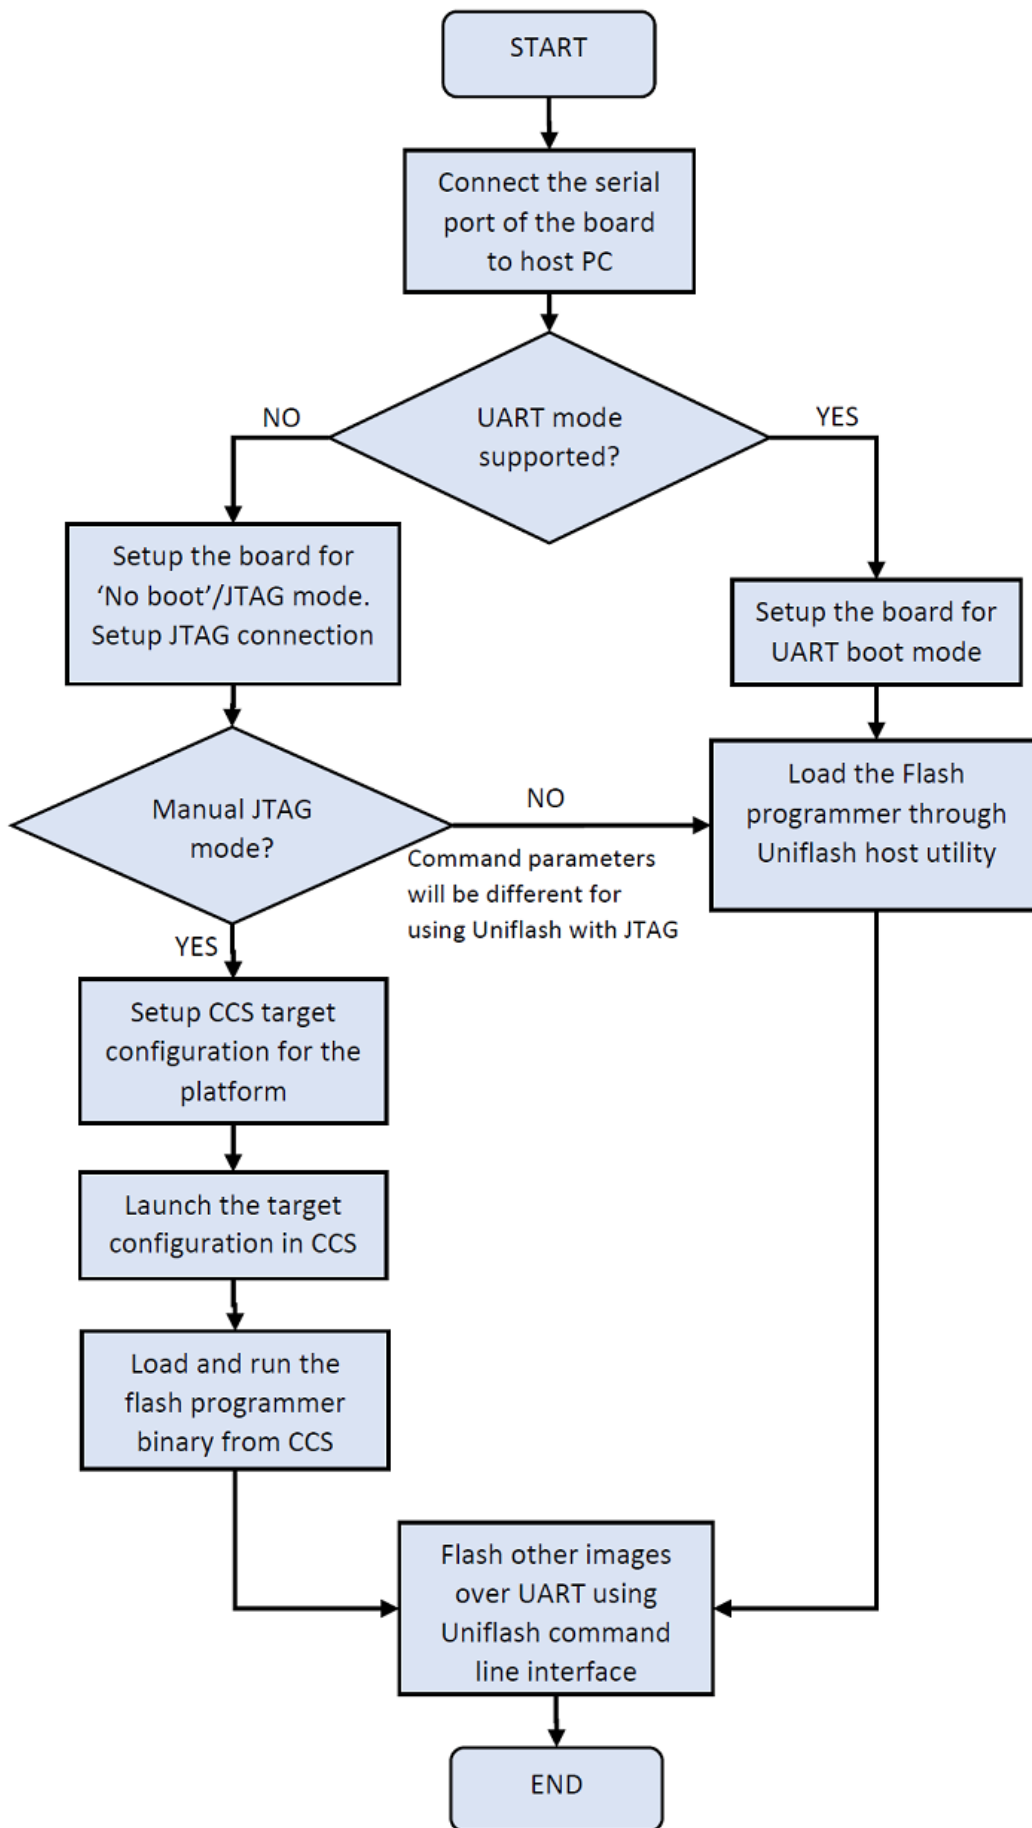 START
Connect the serial
port of the board
to host PC
UART mode
supported?
NO
YES
Setup the board for
‘No boot’/JTAG mode.
Setup JTAG connection
Setup the board for
UART boot mode
Manual JTAG
mode?
NO
Command parameters
will be different for
using Uniflash with JTAG
Load the Flash
programmer through
Uniflash host utility
YES
Setup CCS target
configuration for the
platform
Launch the target
configuration in CCS
Load and run the
flash programmer
binary from CCS
Flash other images
over UART using
Uniflash command
line interface
END